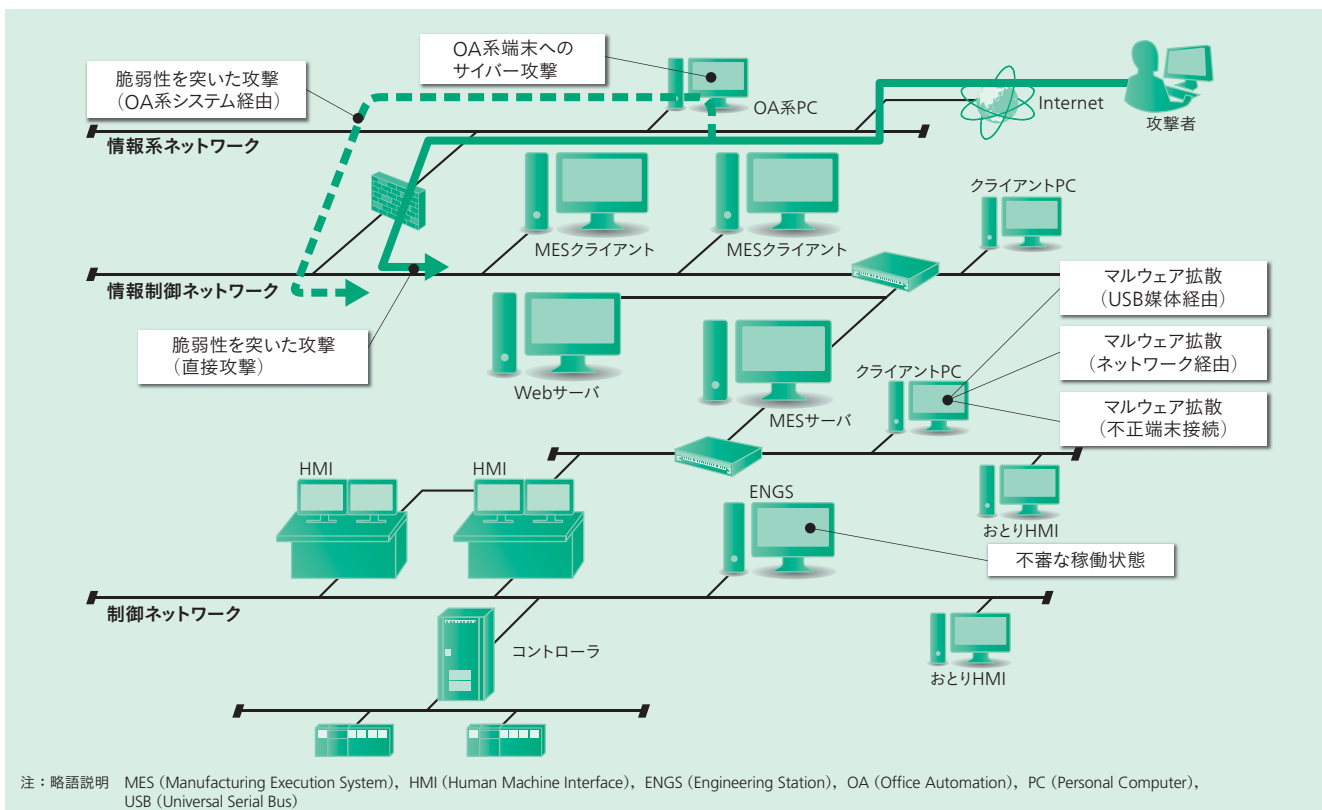 OA系端末への
サイバー攻撃
脆弱性を突いた攻撃
（OA系システム経由）
OA系PC
Internet
攻撃者
情報系ネットワーク
クライアントPC
MESクライアント
MESクライアント
情報制御ネットワーク
マルウェア拡散
（USB媒体経由）
脆弱性を突いた攻撃
（直接攻撃）
マルウェア拡散
（ネットワーク経由）
クライアントPC
Webサーバ
MESサーバ
マルウェア拡散
（不正端末接続）
HMI
HMI
ENGS
おとりHMI
不審な稼働状態
制御ネットワーク
コントローラ
おとりHMI
注：略語説明　MES（Manufacturing Execution System），HMI（Human Machine Interface），ENGS（Engineering Station），OA（Office Automation），PC（Personal Computer），
USB（Universal Serial Bus）